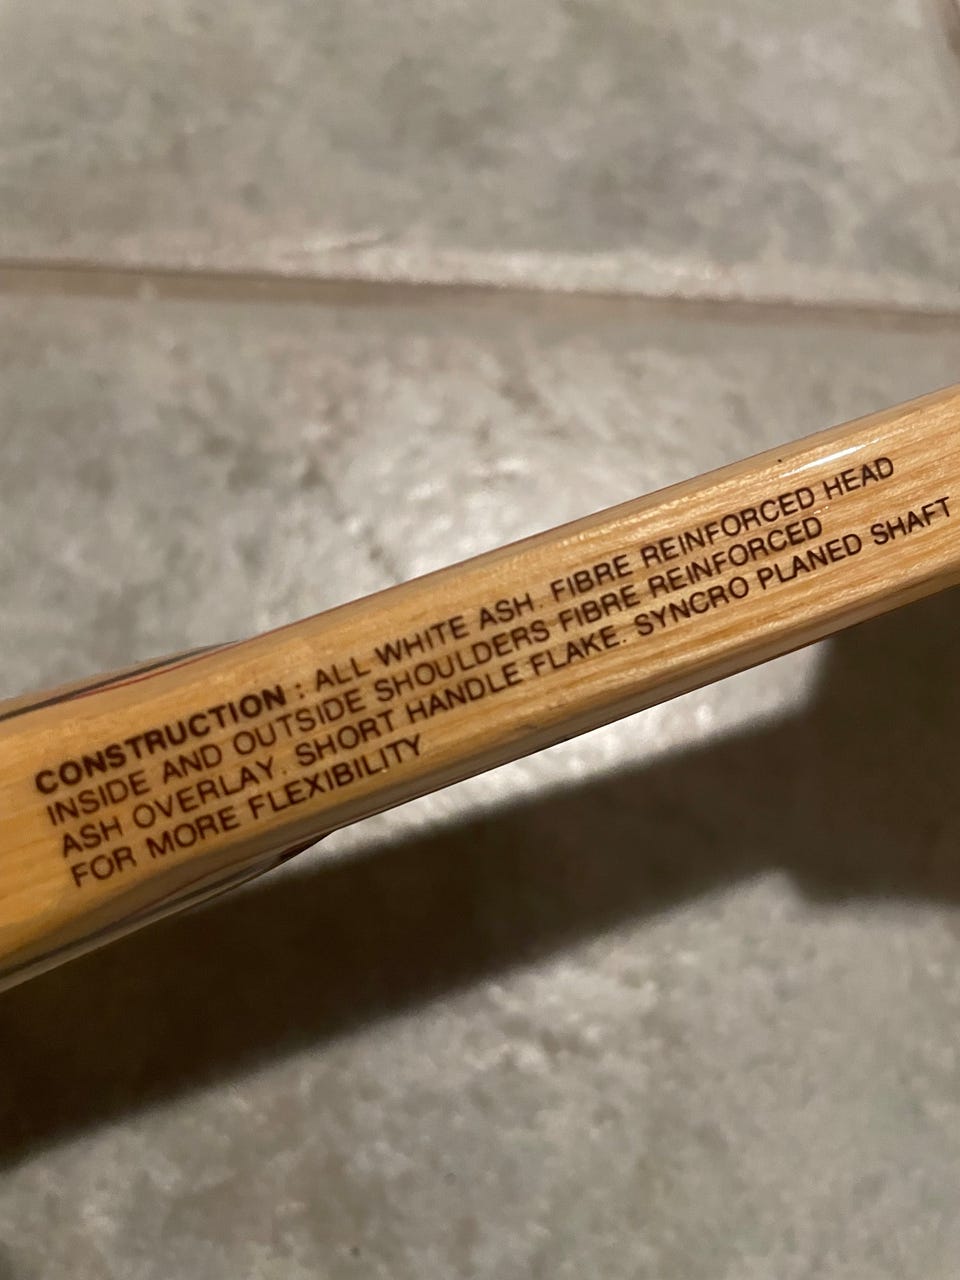 CONSTRUCTION : ALL WHITE ASH. FIBRE REINFORCED HEAD
INSIDE AND OUTSIDE SHOULDERS FIBRE REINFORCED
ASH OVERLAY. SHORT HANDLE FLAKE. SYNCRO PLANED SHAFT
FOR MORE FLEXIBILITY